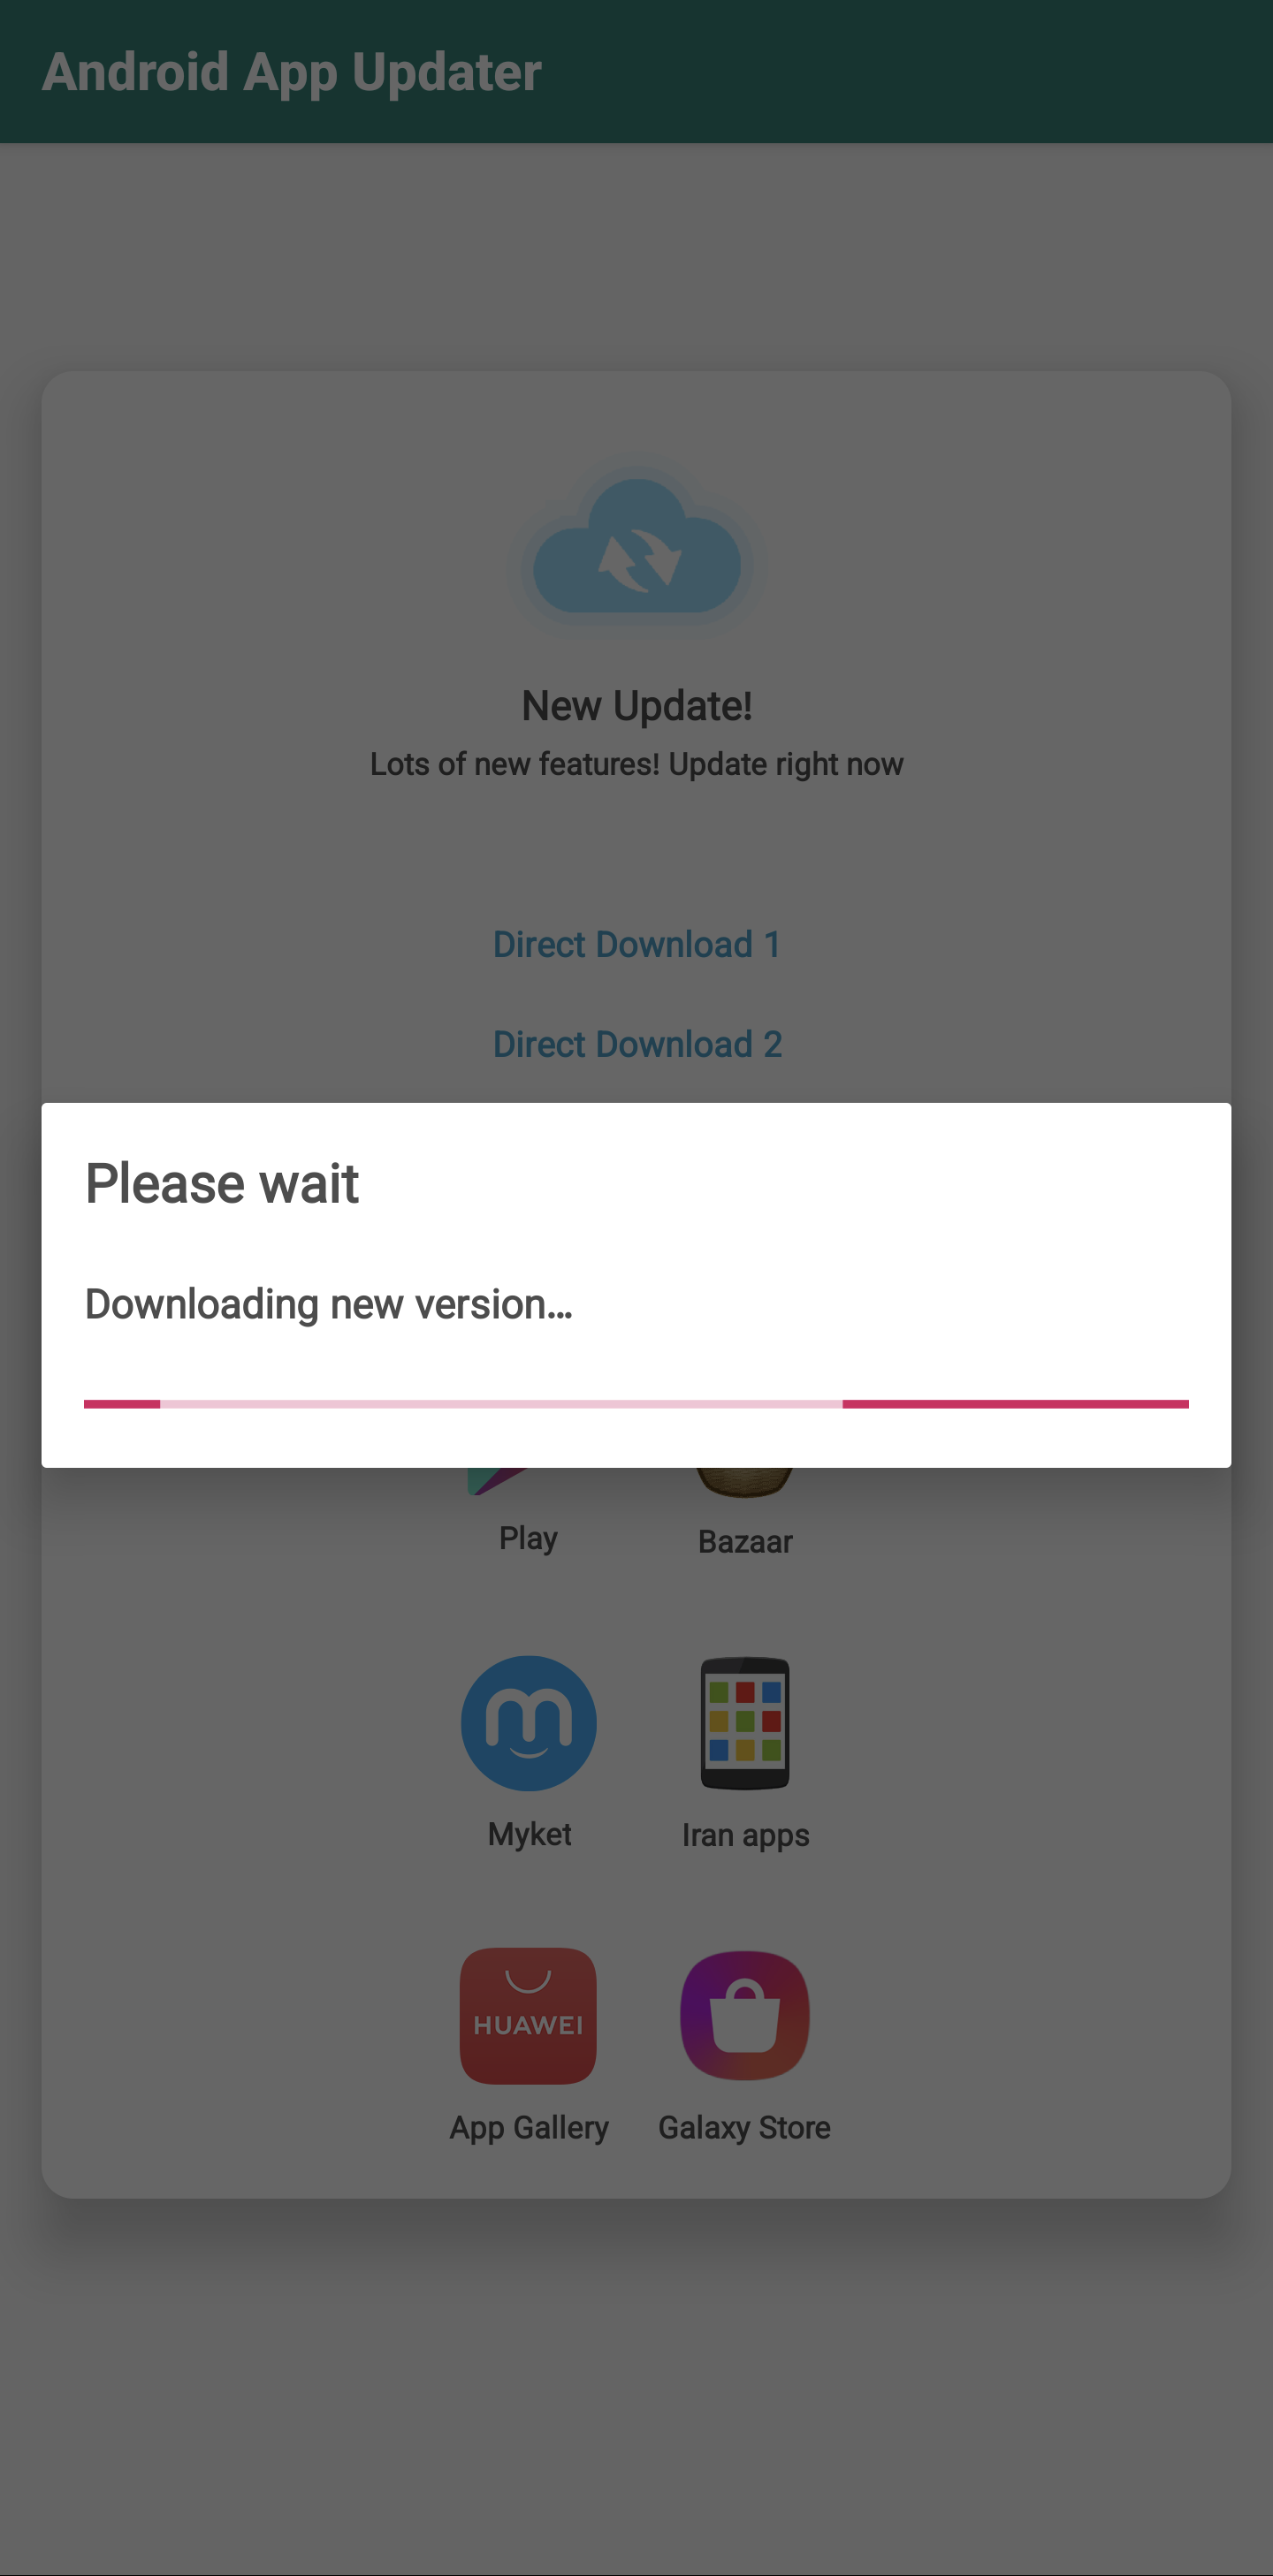 Android App Updater
New Update!
Lots of new features! Update right now
Direct Download 1
Direct Download 2
Please wait
Downloading new version...
Play
Bazaar
Myket
Iran apps
HUAWEI
App Gallery
Galaxy Store